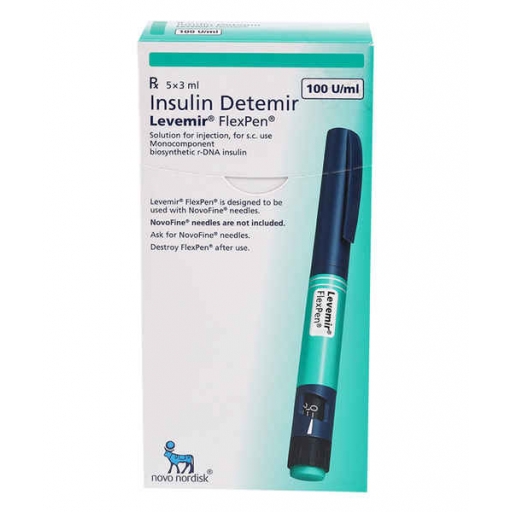 ℞ 5×3 ml
100 U/ml
Insulin Detemir
Levemir® FlexPen®
Solution for injection, for s.c. use
Monocomponent
biosynthetic r-DNA insulin
Levemir® FlexPen® is designed to be
used with NovoFine® needles.
NovoFine® needles are not included.
Ask for NovoFine® needles.
Destroy FlexPen® after use.
Levemir®
FlexPen®
novo nordisk®